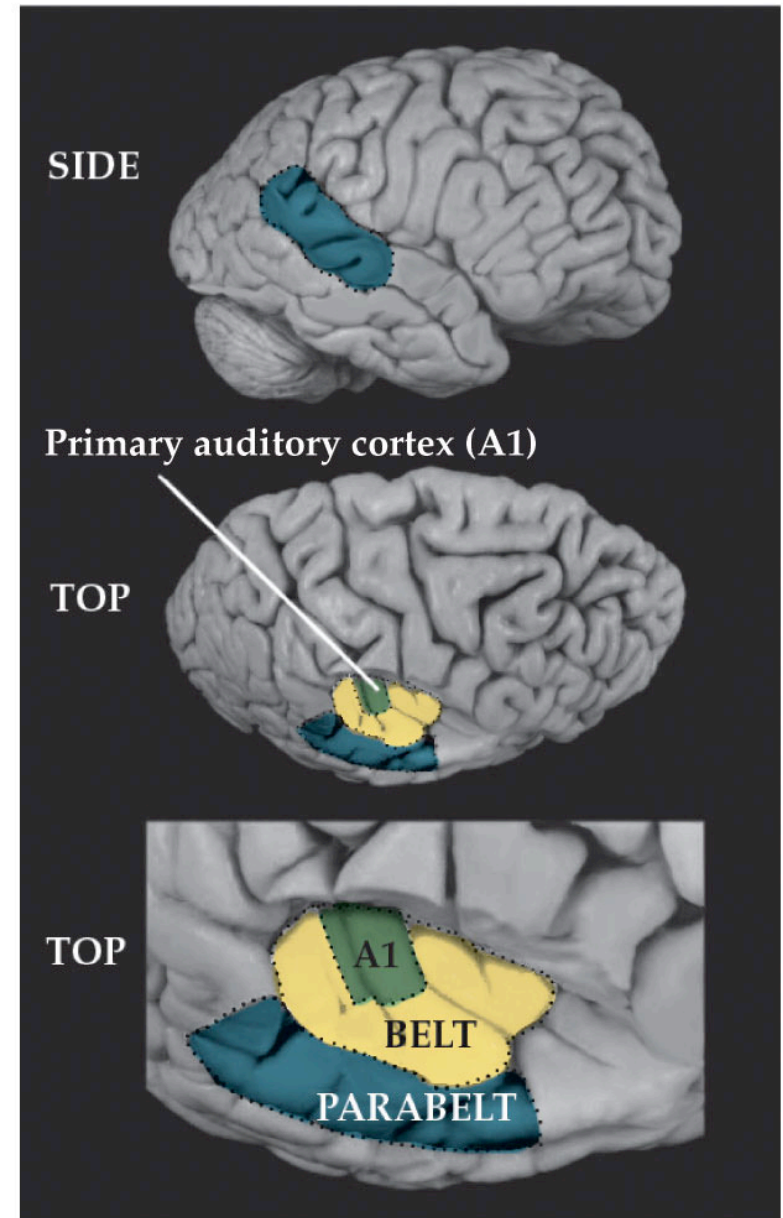 SIDE
Primary auditory cortex (A1)
TOP
TOP
A1
BELT
PARABELT